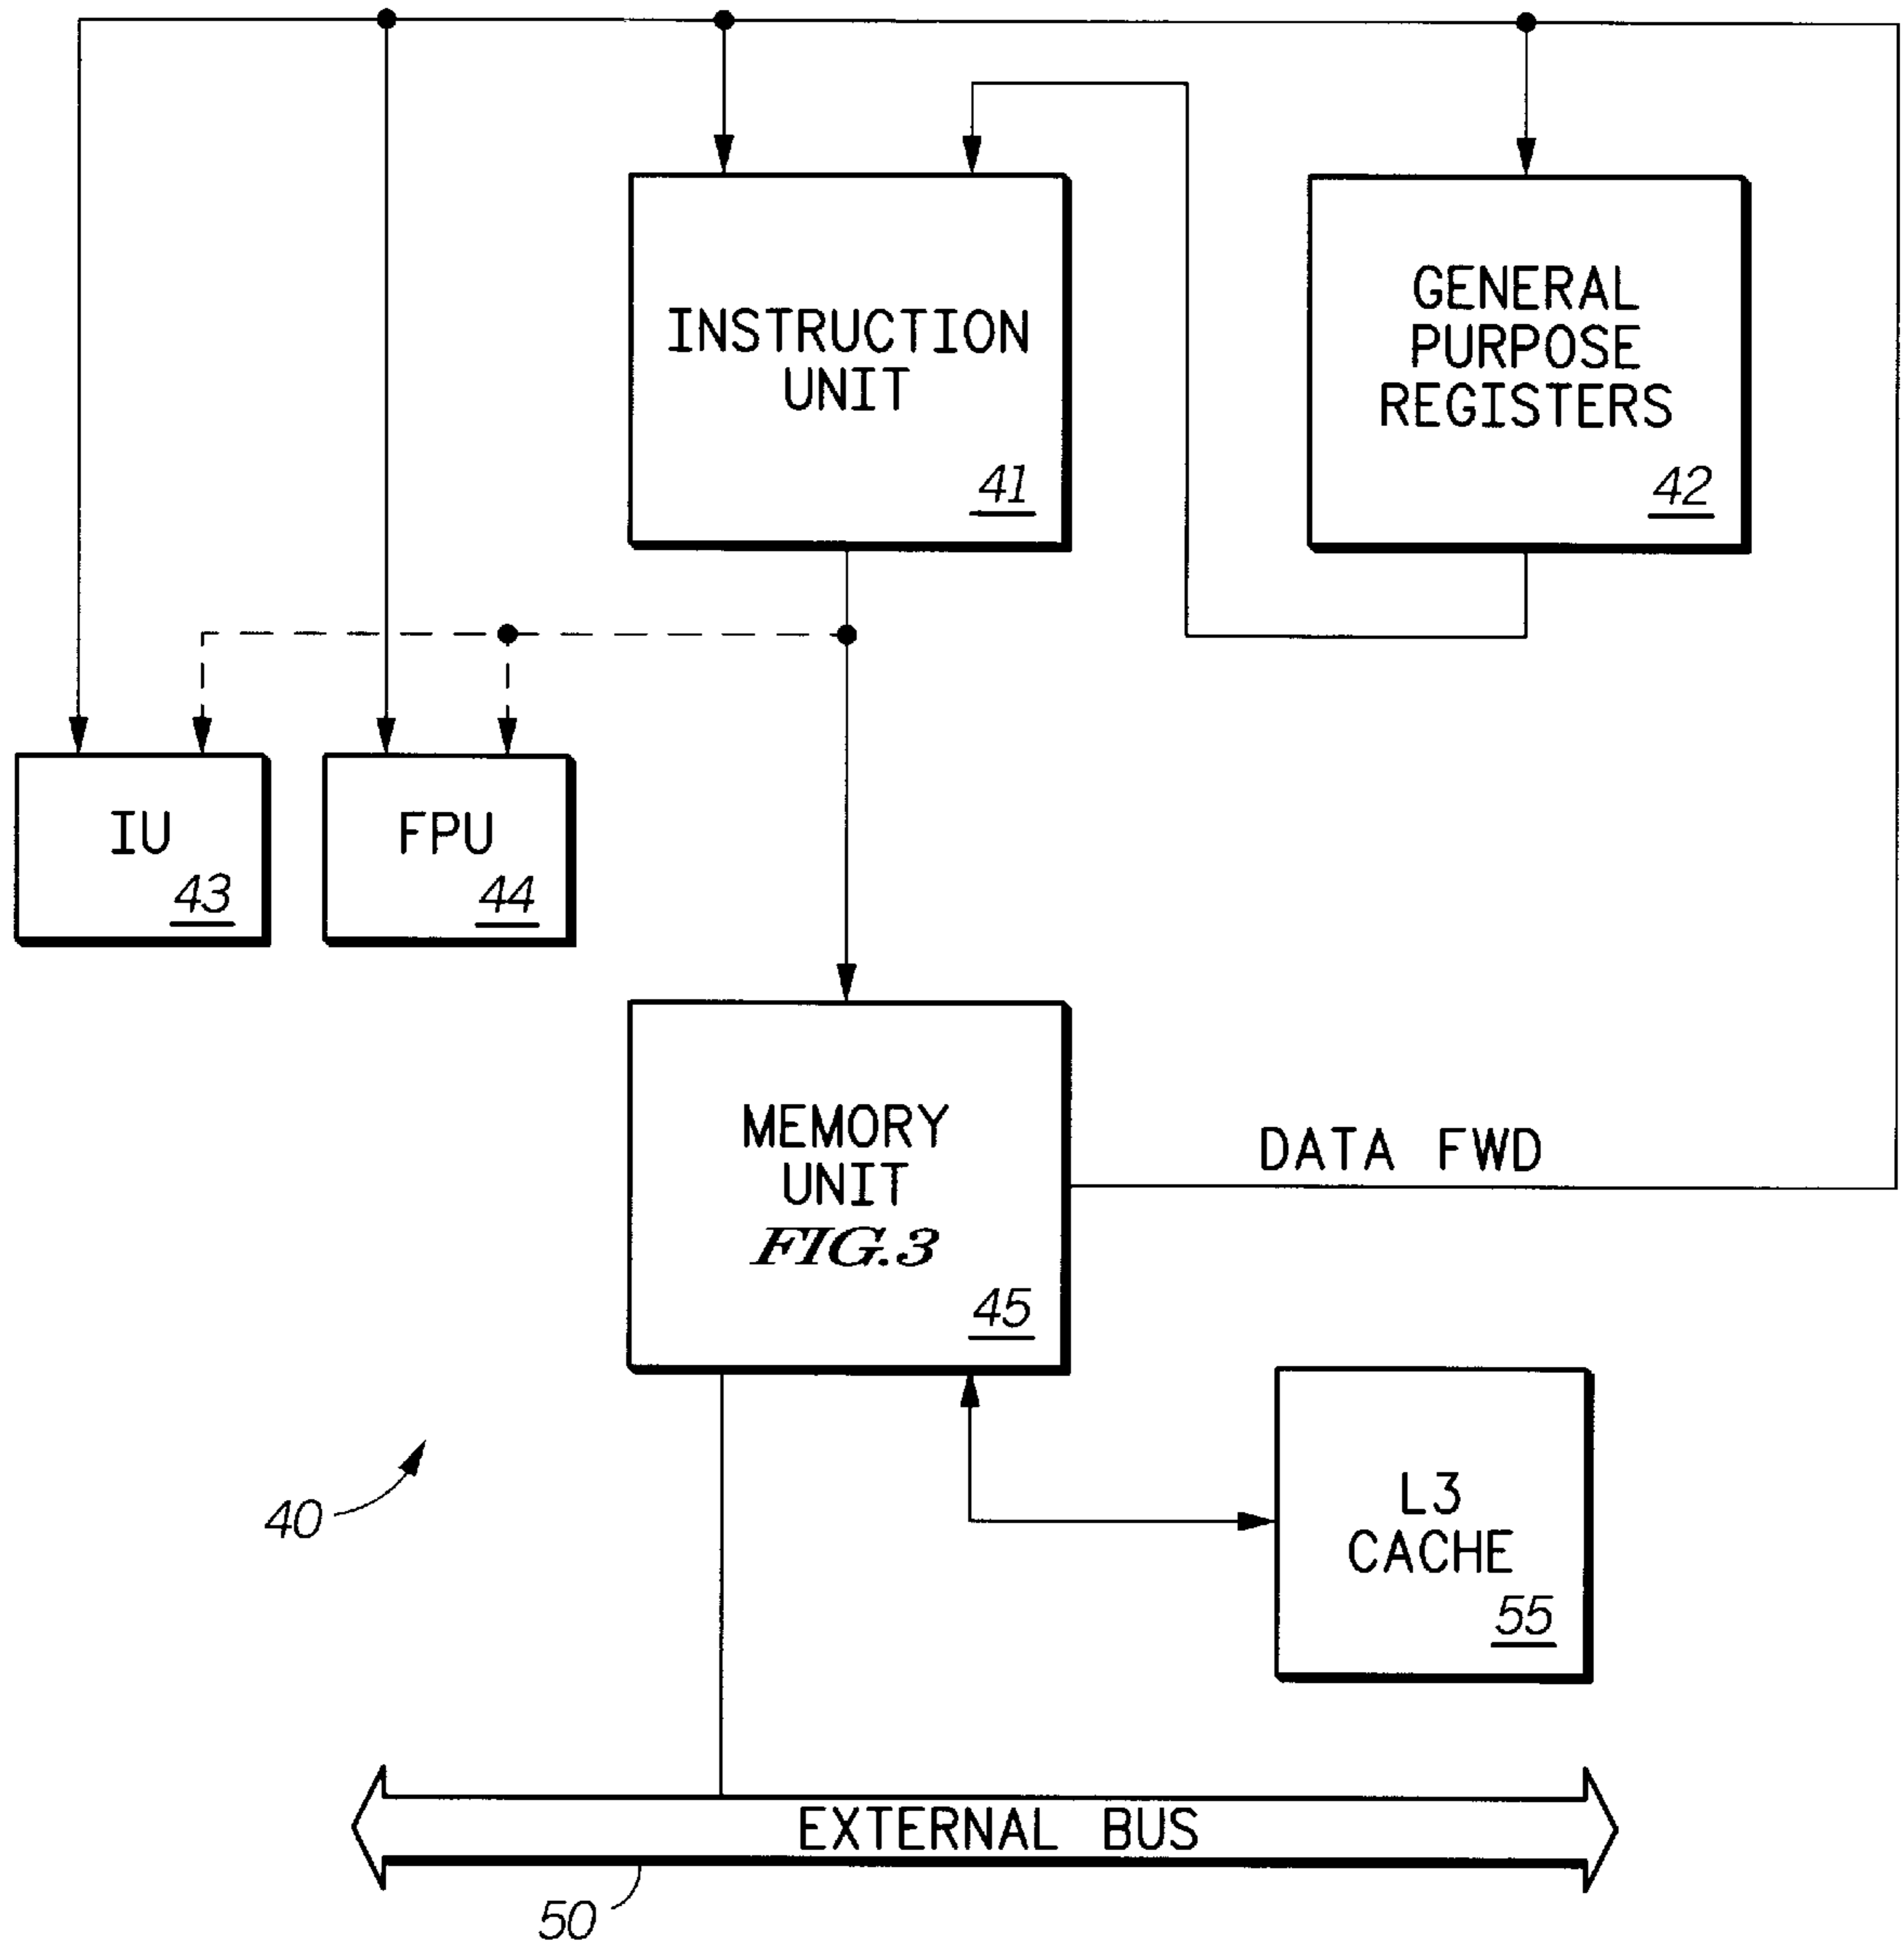 INSTRUCTION
UNIT
41
GENERAL
PURPOSE
REGISTERS
42
IU
43
FPU
44
MEMORY
UNIT
FIG.3
45
DATA FWD
L3
CACHE
55
40
EXTERNAL BUS
50